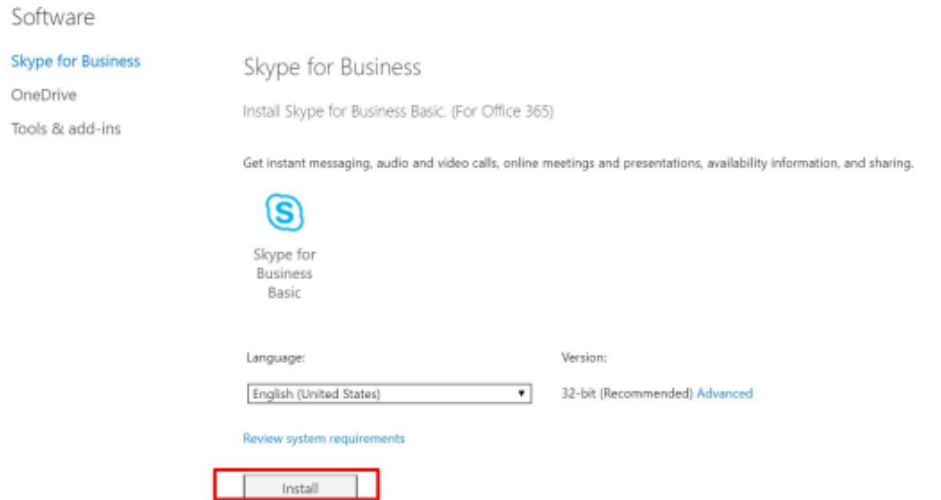 Software
Skype for Business
OneDrive
Tools & add-ins
Skype for Business
Install Skype for Business Basic. (For Office 365)
Get instant messaging, audio and video calls, online meetings and presentations, availability information, and sharing.
S
Skype for
Business
Basic
Language:
Version:
English (United States)
32-bit (Recommended) Advanced
Review system requirements
Install